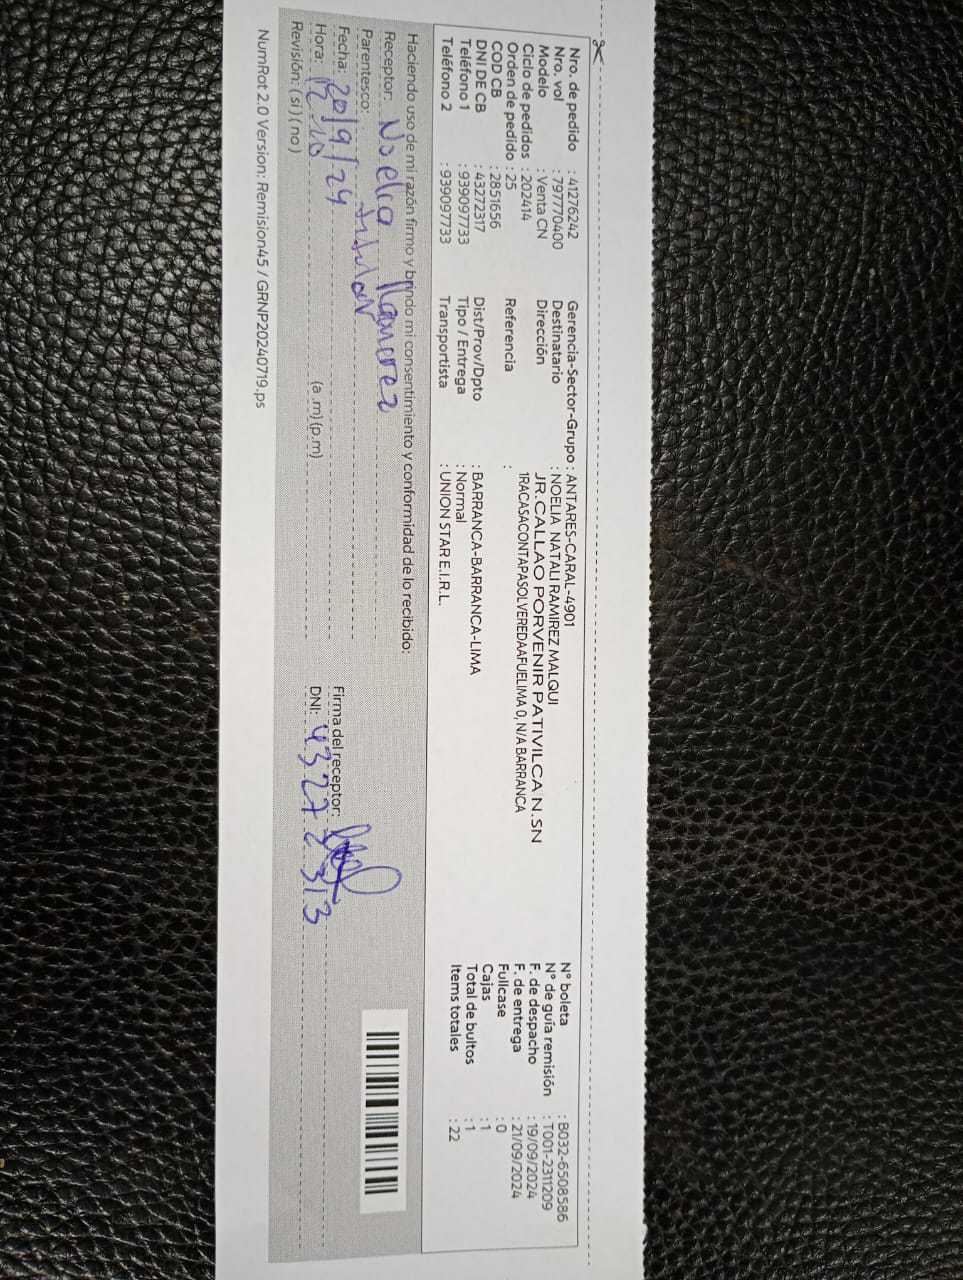 Nro. de pedido : 41276242
Nro. vol : 797770400
Modelo : Venta CN
Ciclo de pedidos : 202414
Orden de pedido : 25
COD CB : 2851656
DNI DE CB : 43272317
Teléfono 1 : 939097733
Teléfono 2 : 939097733
Gerencia-Sector-Grupo : ANTARES-CARAL-4901
Destinatario : NOELIA NATALI RAMIREZ MALQUI
Dirección JR.CALLAO PORVENIR PATIVILCA N.SN
1RACASACONTAPASOLVEREDAAFUELIMA 0, N/A BARRANCA
Referencia :
Dist/Prov/Dpto : BARRANCA-BARRANCA-LIMA
Tipo / Entrega : Normal
Transportista : UNION STAR E.I.R.L.
N° boleta : B032-6508586
N° de guía remisión : T001-2311209
F. de despacho : 19/09/2024
F. de entrega : 21/09/2024
Fullcase : 0
Cajas : 1
Total de bultos : 1
Items totales : 22
Haciendo uso de mi razón firmo y brindo mi consentimiento y conformidad de lo recibido:
Receptor: Noelia Ramirez
Parentesco: titular
Fecha: 20/9/24
Hora: (a .m) (p.m)
Revisión: ( si ) ( no )
Firma del receptor:
DNI: 43272313
NumRot 2.0 Version: Remision45 / GRNP20240719.ps